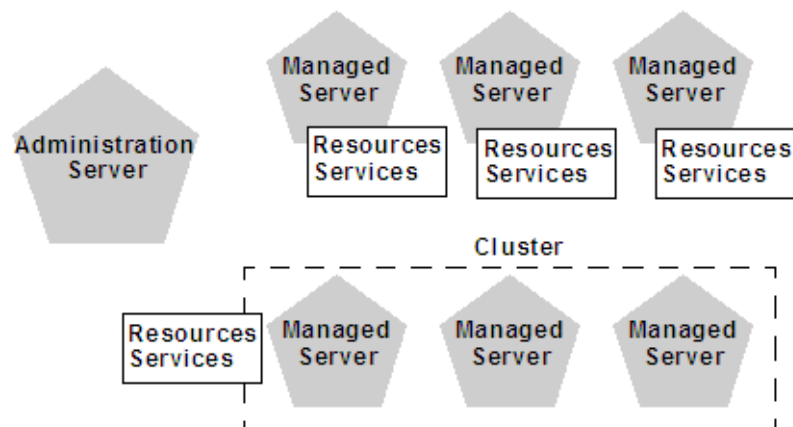 Administration
Server
Managed
Server
Managed
Server
Managed
Server
Resources
Services
Resources
Services
Resources
Services
Cluster
Resources
Services
Managed
Server
Managed
Server
Managed
Server